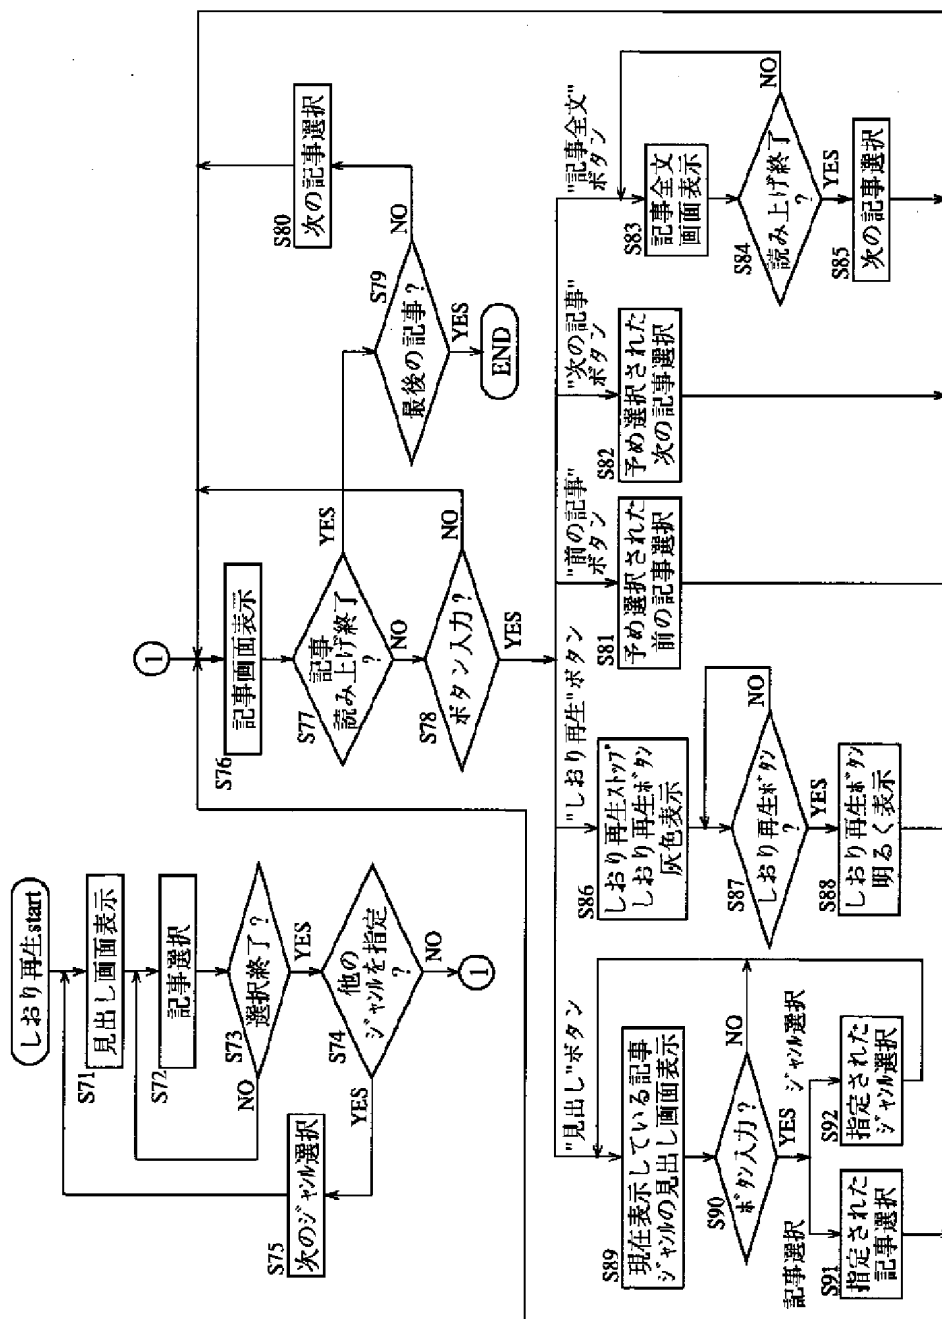 しおり再生start
S71
見出し画面表示
S72
記事選択
S73
選択終了?
NO
YES
S74
他の
ジャンルを指定
?
YES
NO
S75
次のジャンル選択
1
1
S76
記事画面表示
S77
記事
読み上げ終了
?
YES
NO
S78
ボタン入力?
NO
YES
S79
最後の記事?
NO
YES
END
S80
次の記事選択
"見出し"ボタン
S89
現在表示している記事
ジャンルの見出し画面表示
S90
ボタン入力?
NO
YES
記事選択
ジャンル選択
S91
指定された
記事選択
S92
指定された
ジャンル選択
"しおり再生"ボタン
S86
しおり再生ストップ
しおり再生ボタン
灰色表示
S87
しおり再生ボタン
?
NO
YES
S88
しおり再生ボタン
明るく表示
"前の記事"
ボタン
S81
予め選択された
前の記事選択
"次の記事"
ボタン
S82
予め選択された
次の記事選択
"記事全文"
ボタン
S83
記事全文
画面表示
S84
読み上げ終了
?
NO
YES
S85
次の記事選択